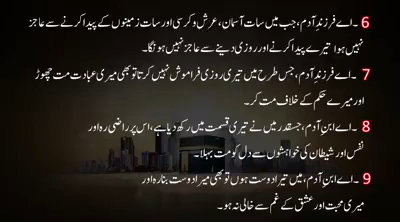 6 ۔ اے فرزندِ آدم، جب میں سات آسمان، عرش و کرسی اور سات زمینوں کے پیدا کرنے سے عاجز
نہیں ہوا تیرے پیدا کرنے اور روزی دینے سے عاجز نہیں ہونگا۔
7 ۔ اے فرزندِ آدم، جس طرح میں تیری روزی فراموش نہیں کرتا تو بھی میری عبادت مت چھوڑ
اور میرے حکم کے خلاف مت کر۔
8 ۔ اے ابنِ آدم، جسقدر میں نے تیری قسمت میں رکھ دیا ہے، اس پر راضی رہ اور
نفس اور شیطان کی خواہشوں سے دل کو مت بہلا۔
9 ۔ اے ابنِ آدم، میں تیرا دوست ہوں تو بھی میرا دوست بنا رہ اور
میری محبت اور عشق کے غم سے خالی نہ ہو۔